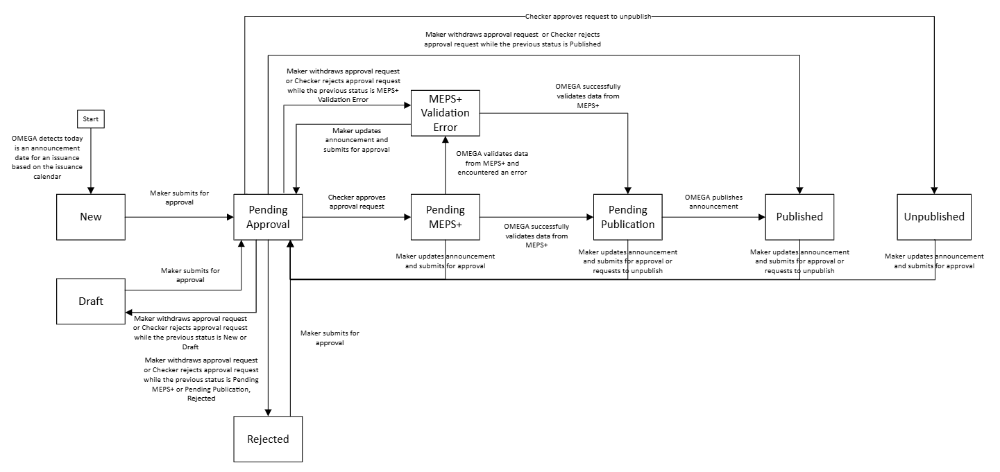 Checker approves request to unpublish
Maker withdraws approval request  or Checker rejects
approval request while the previous status is Published
Maker withdraws approval request
or Checker rejects approval request
while the previous status is MEPS+
Validation Error
OMEGA successfully
validates data from
MEPS+
MEPS+
Validation
Error
Start
OMEGA detects today
is an announcement
date for an issuance
based on the issuance
calendar
Maker updates
announcement and
submits for approval
OMEGA validates data
from MEPS+ and
encountered an error
New
Maker submits for
approval
Pending
Approval
Checker approves
approval request
Pending
MEPS+
OMEGA successfully
validates data from
MEPS+
Pending
Publication
OMEGA publishes
announcement
Published
Unpublished
Maker updates announcement
and submits for approval
Maker updates announcement
and submits for approval or
requests to unpublish
Maker updates announcement
and submits for approval or
requests to unpublish
Maker updates announcement
and submits for approval
Maker submits for
approval
Draft
Maker withdraws approval request
or Checker rejects approval request
while the previous status is New or
Draft
Maker submits for
approval
Maker withdraws approval request
or Checker rejects approval request
while the previous status is Pending
MEPS+ or Pending Publication,
Rejected
Rejected